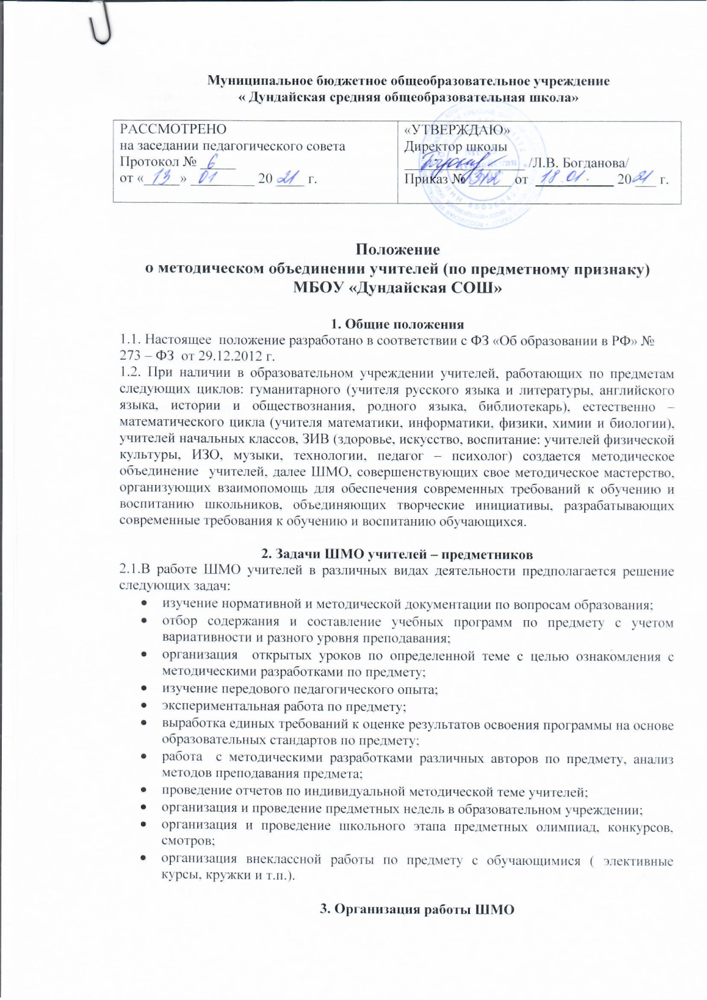 Муниципальное бюджетное общеобразовательное учреждение
« Дундайская средняя общеобразовательная школа»
РАССМОТРЕНО
на заседании педагогического совета
Протокол № 6
от «13» 01 20 21 г.
«УТВЕРЖДАЮ»
Директор школы
/Л.В. Богданова/
Приказ № 312 от 18.01. 20 21 г.
Положение
о методическом объединении учителей (по предметному признаку)
МБОУ «Дундайская СОШ»
1. Общие положения
1.1. Настоящее положение разработано в соответствии с ФЗ «Об образовании в РФ» №
273 – ФЗ от 29.12.2012 г.
1.2. При наличии в образовательном учреждении учителей, работающих по предметам
следующих циклов: гуманитарного (учителя русского языка и литературы, английского
языка, истории и обществознания, родного языка, библиотекарь), естественно –
математического цикла (учителя математики, информатики, физики, химии и биологии),
учителей начальных классов, ЗИВ (здоровье, искусство, воспитание: учителей физической
культуры, ИЗО, музыки, технологии, педагог – психолог) создается методическое
объединение учителей, далее ШМО, совершенствующих свое методическое мастерство,
организующих взаимопомощь для обеспечения современных требований к обучению и
воспитанию школьников, объединяющих творческие инициативы, разрабатывающих
современные требования к обучению и воспитанию обучающихся.
2. Задачи ШМО учителей – предметников
2.1.В работе ШМО учителей в различных видах деятельности предполагается решение
следующих задач:
• изучение нормативной и методической документации по вопросам образования;
• отбор содержания и составление учебных программ по предмету с учетом
вариативности и разного уровня преподавания;
• организация открытых уроков по определенной теме с целью ознакомления с
методическими разработками по предмету;
• изучение передового педагогического опыта;
• экспериментальная работа по предмету;
• выработка единых требований к оценке результатов освоения программы на основе
образовательных стандартов по предмету;
• работа с методическими разработками различных авторов по предмету, анализ
методов преподавания предмета;
• проведение отчетов по индивидуальной методической теме учителей;
• организация и проведение предметных недель в образовательном учреждении;
• организация и проведение школьного этапа предметных олимпиад, конкурсов,
смотров;
• организация внеклассной работы по предмету с обучающимися ( элективные
курсы, кружки и т.п.).
3. Организация работы ШМО